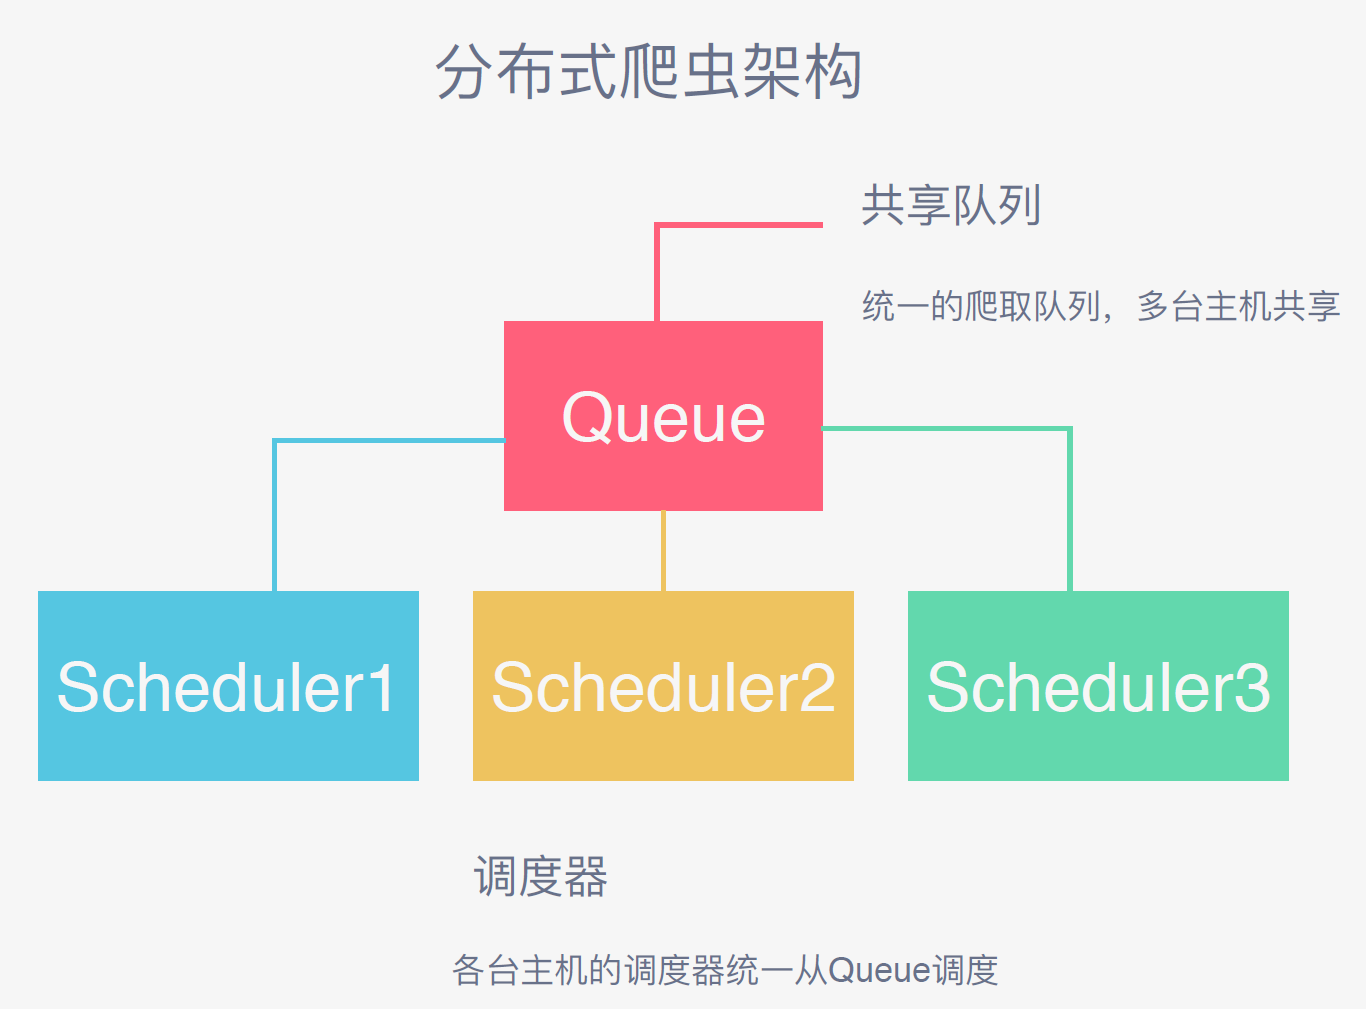 分布式爬虫架构
共享队列
统一的爬取队列，多台主机共享
Queue
Scheduler1
Scheduler2
Scheduler3
调度器
各台主机的调度器统一从Queue调度